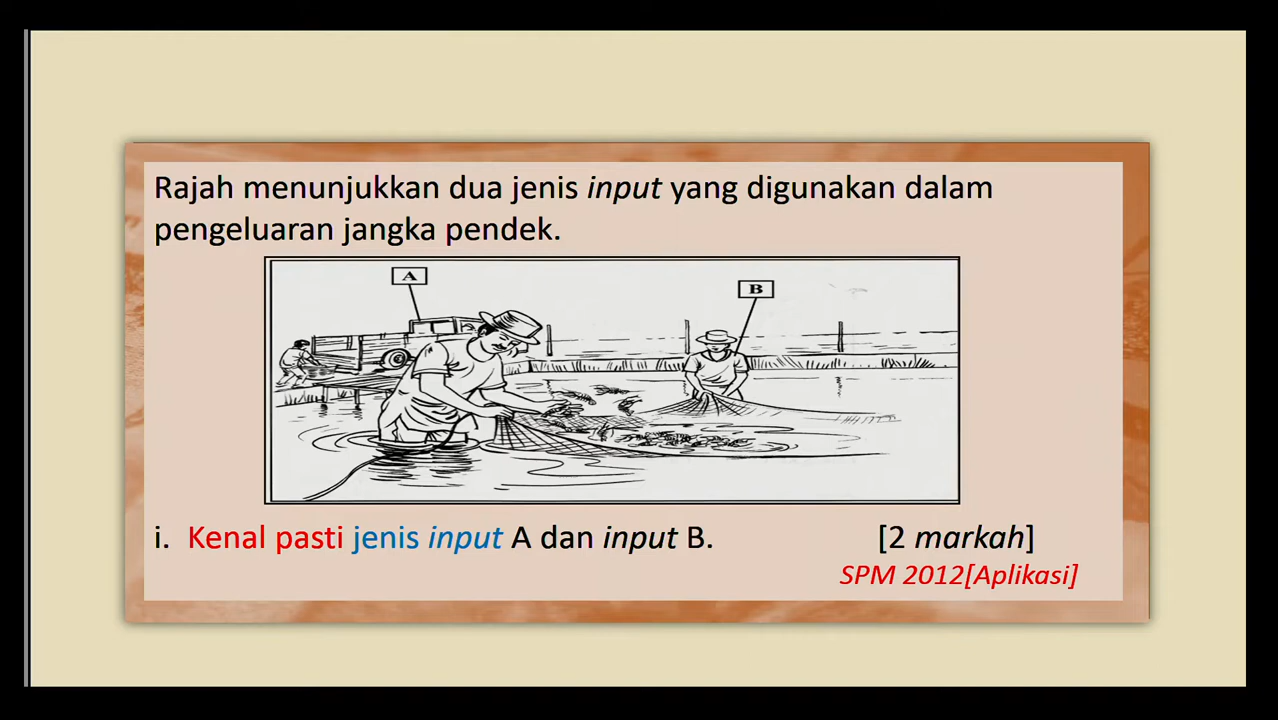 Rajah menunjukkan dua jenis input yang digunakan dalam
pengeluaran jangka pendek.
A
B
i. Kenal pasti jenis input A dan input B. [2 markah]
SPM 2012[Aplikasi]